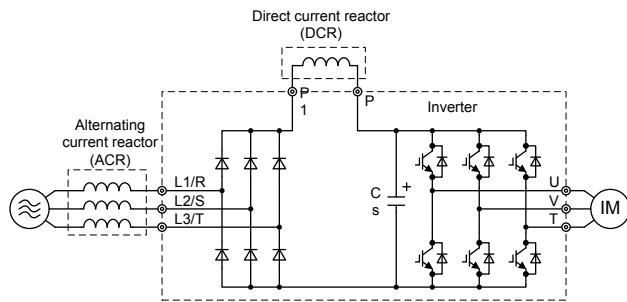 Direct current reactor
(DCR)
P
1
P
Inverter
Alternating
current reactor
(ACR)
L1/R
L2/S
L3/T
C
s
+
U
V
T
IM